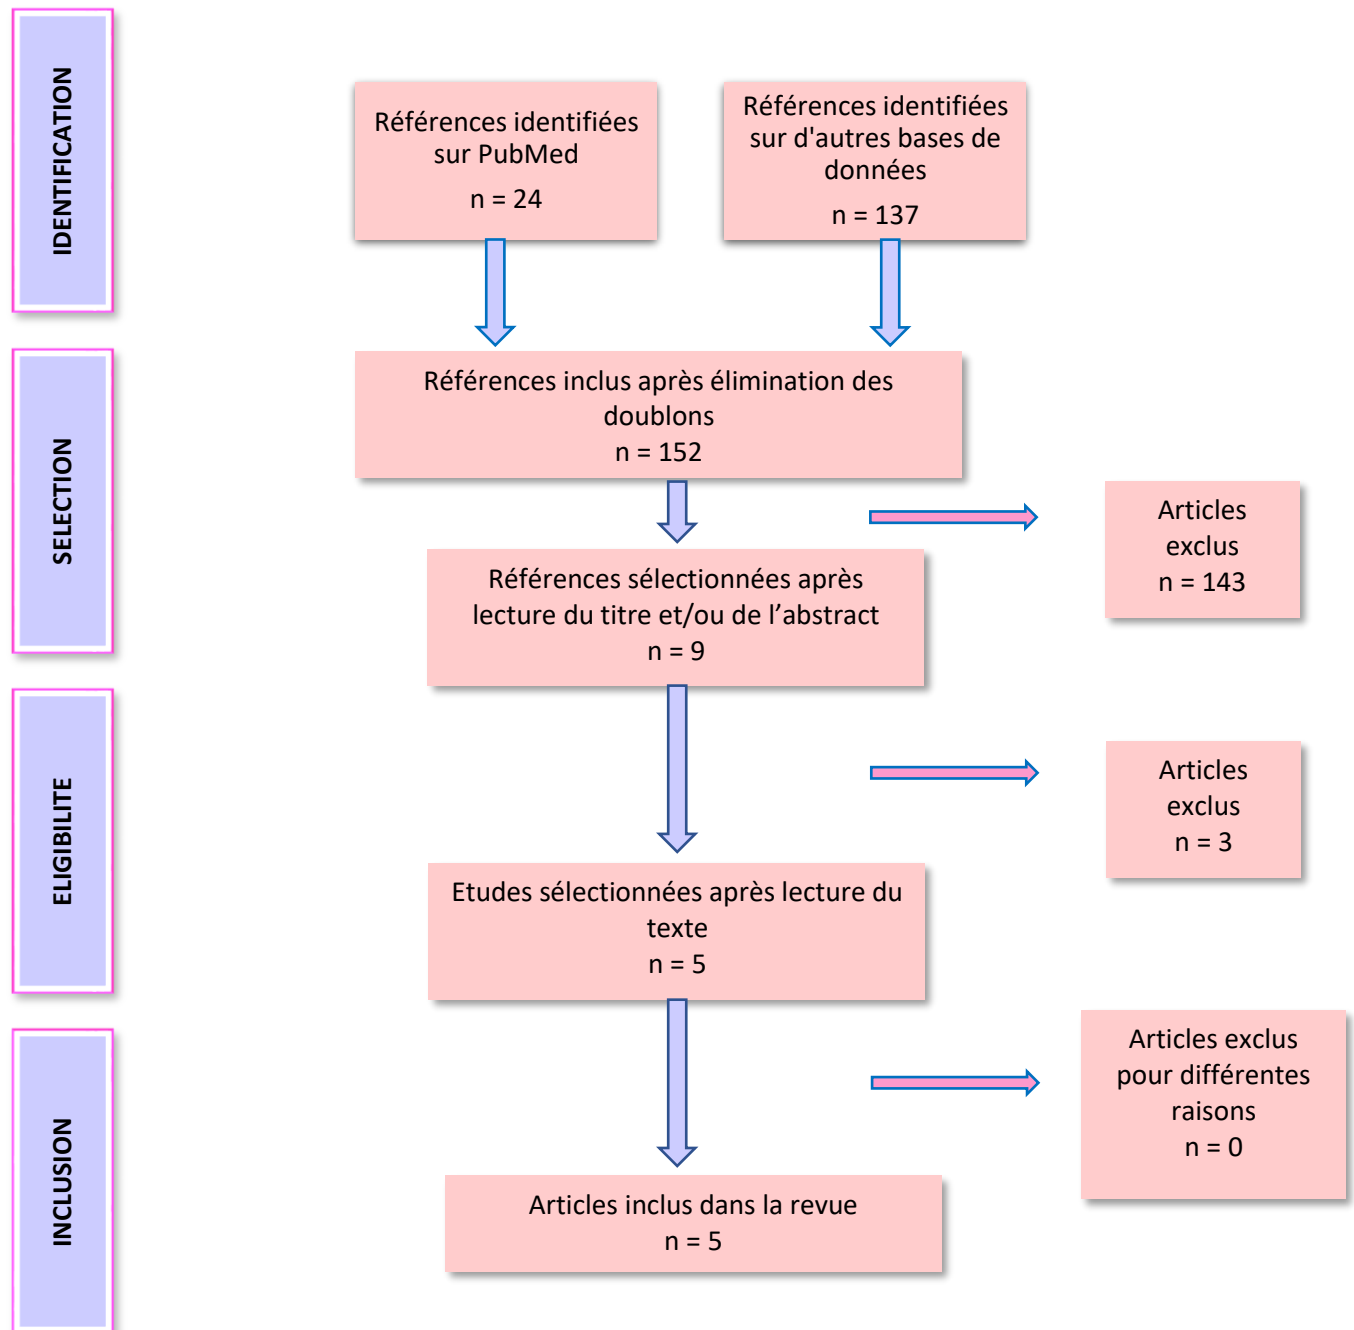 IDENTIFICATION
Références identifiées
sur PubMed
n = 24
Références identifiées
sur d'autres bases de
données
n = 137
SELECTION
Références inclus après élimination des
doublons
n = 152
Articles
exclus
n = 143
Références sélectionnées après
lecture du titre et/ou de l’abstract
n = 9
ELIGIBILITE
Articles
exclus
n = 3
Etudes sélectionnées après lecture du
texte
n = 5
INCLUSION
Articles exclus
pour différentes
raisons
n = 0
Articles inclus dans la revue
n = 5